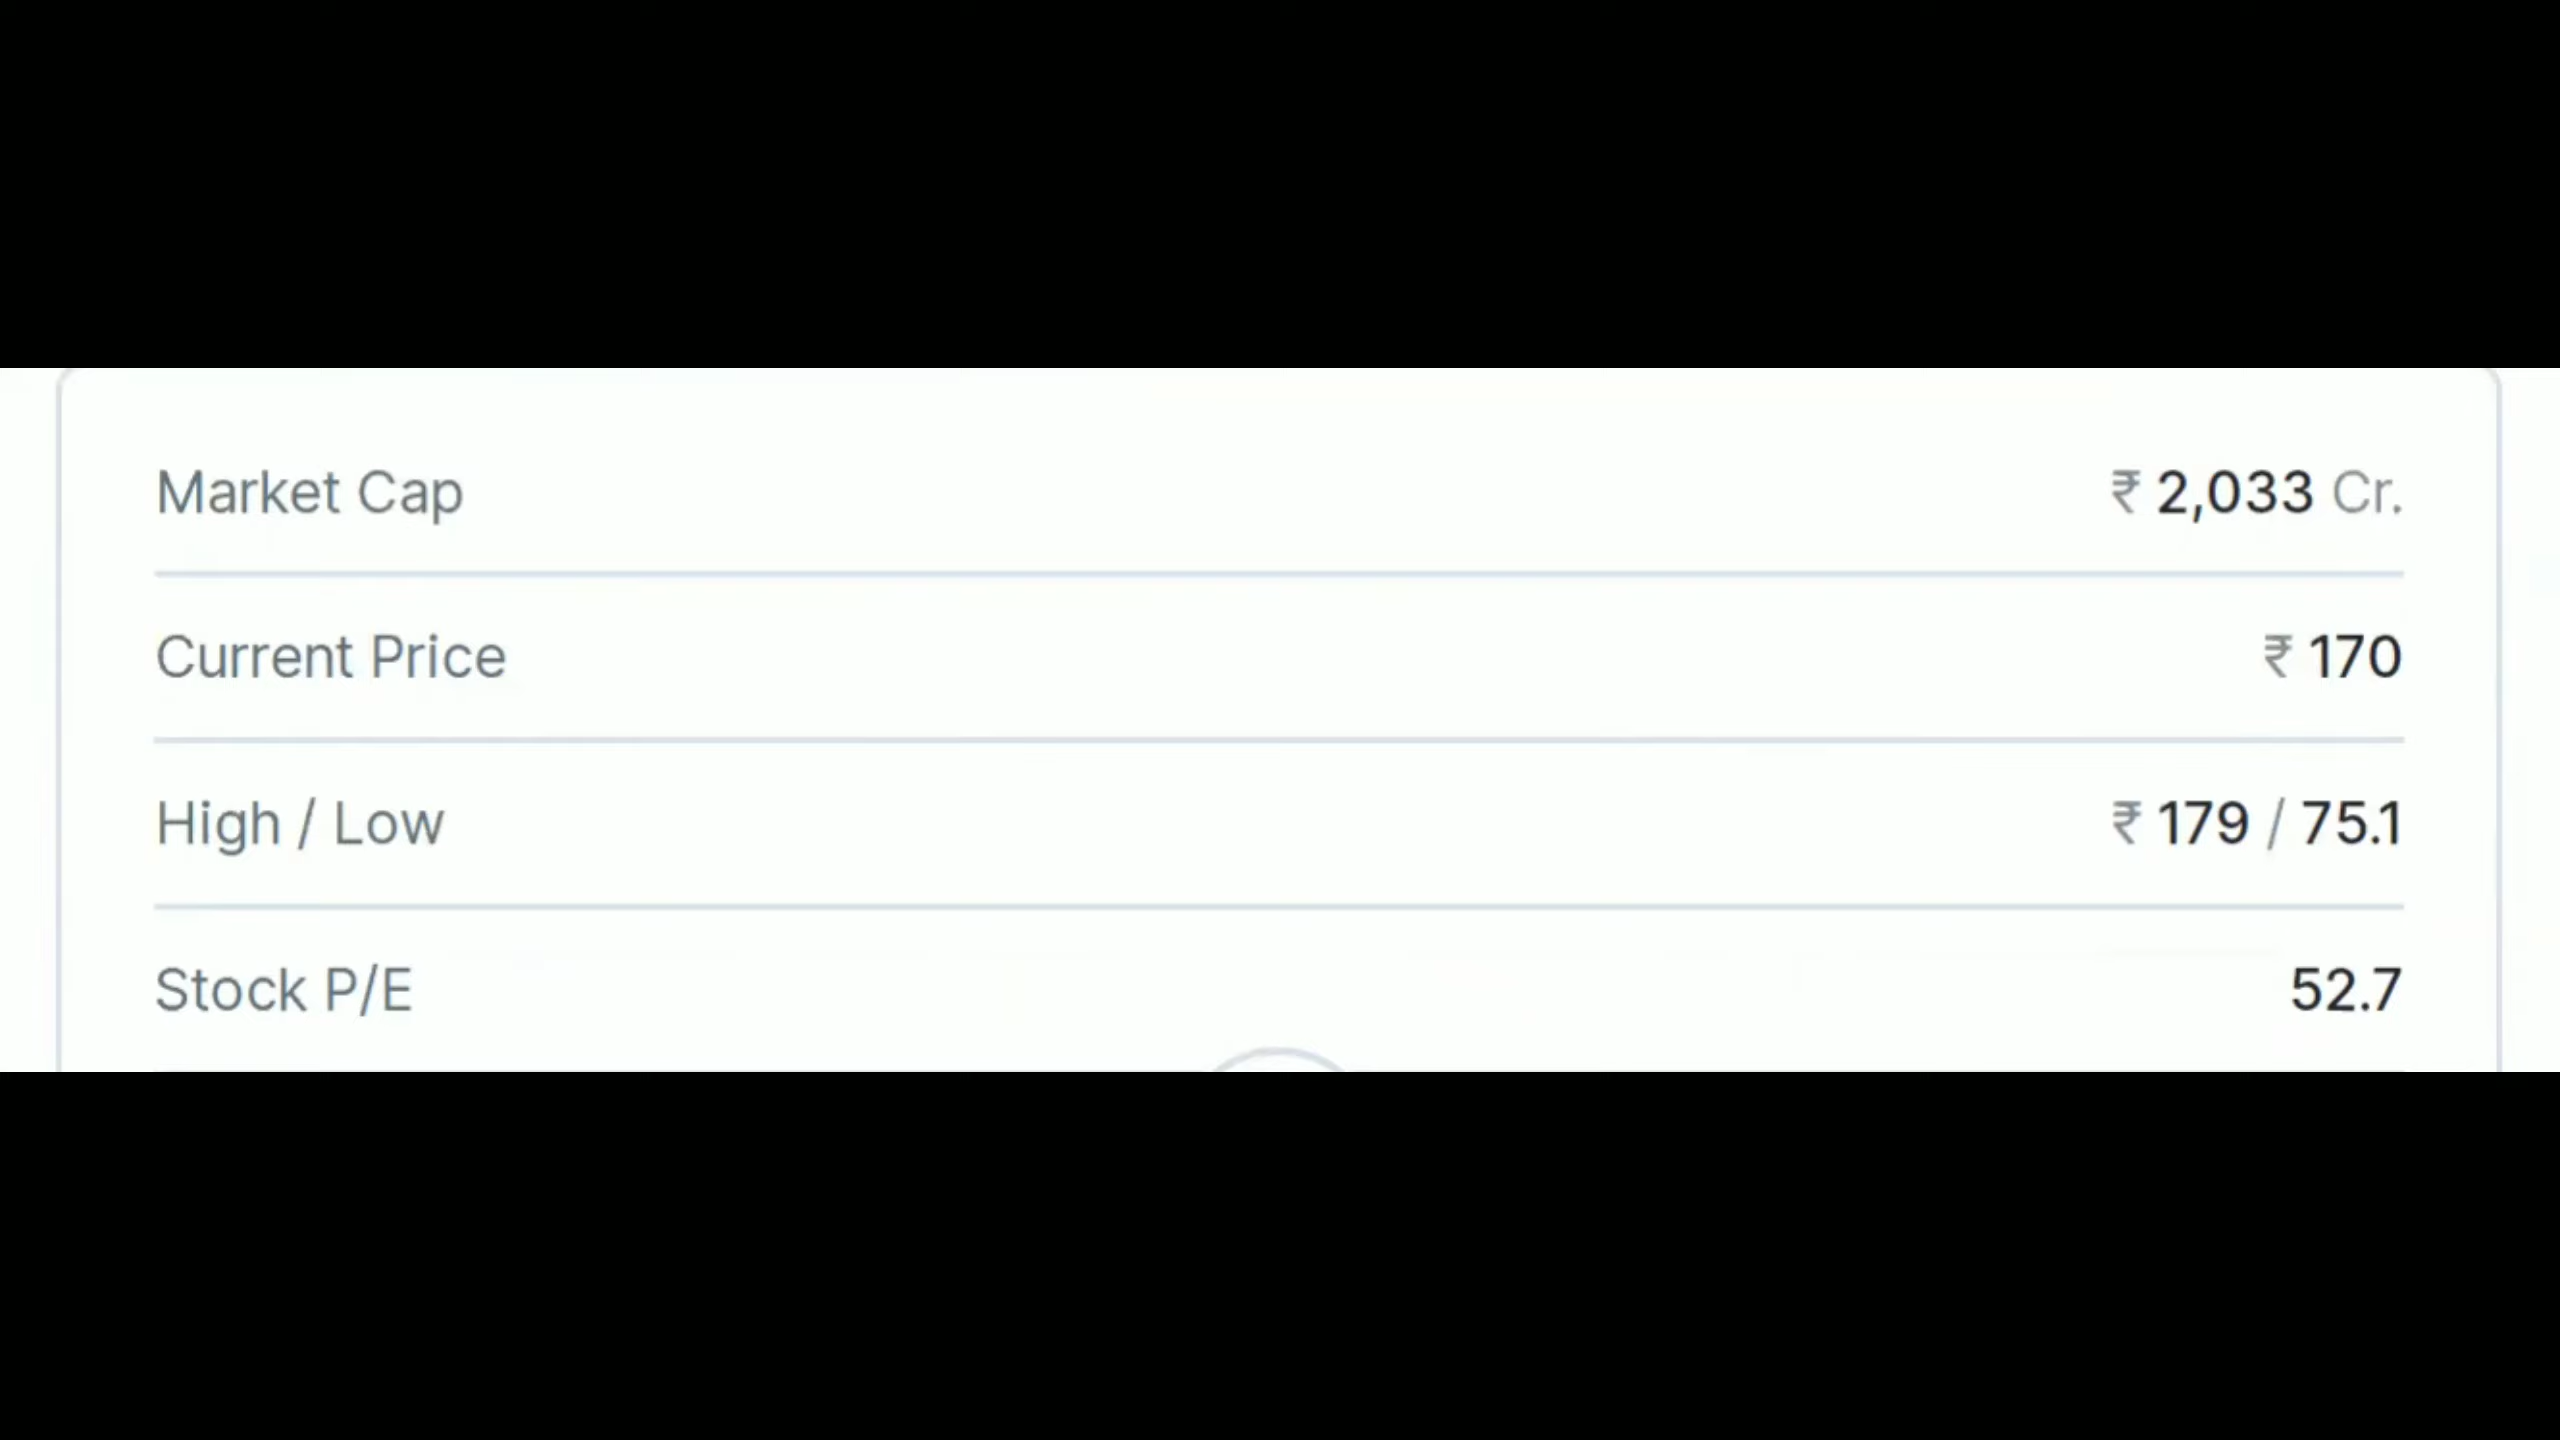 Market Cap ₹ 2,033 Cr.
Current Price ₹ 170
High / Low ₹ 179 / 75.1
Stock P/E 52.7